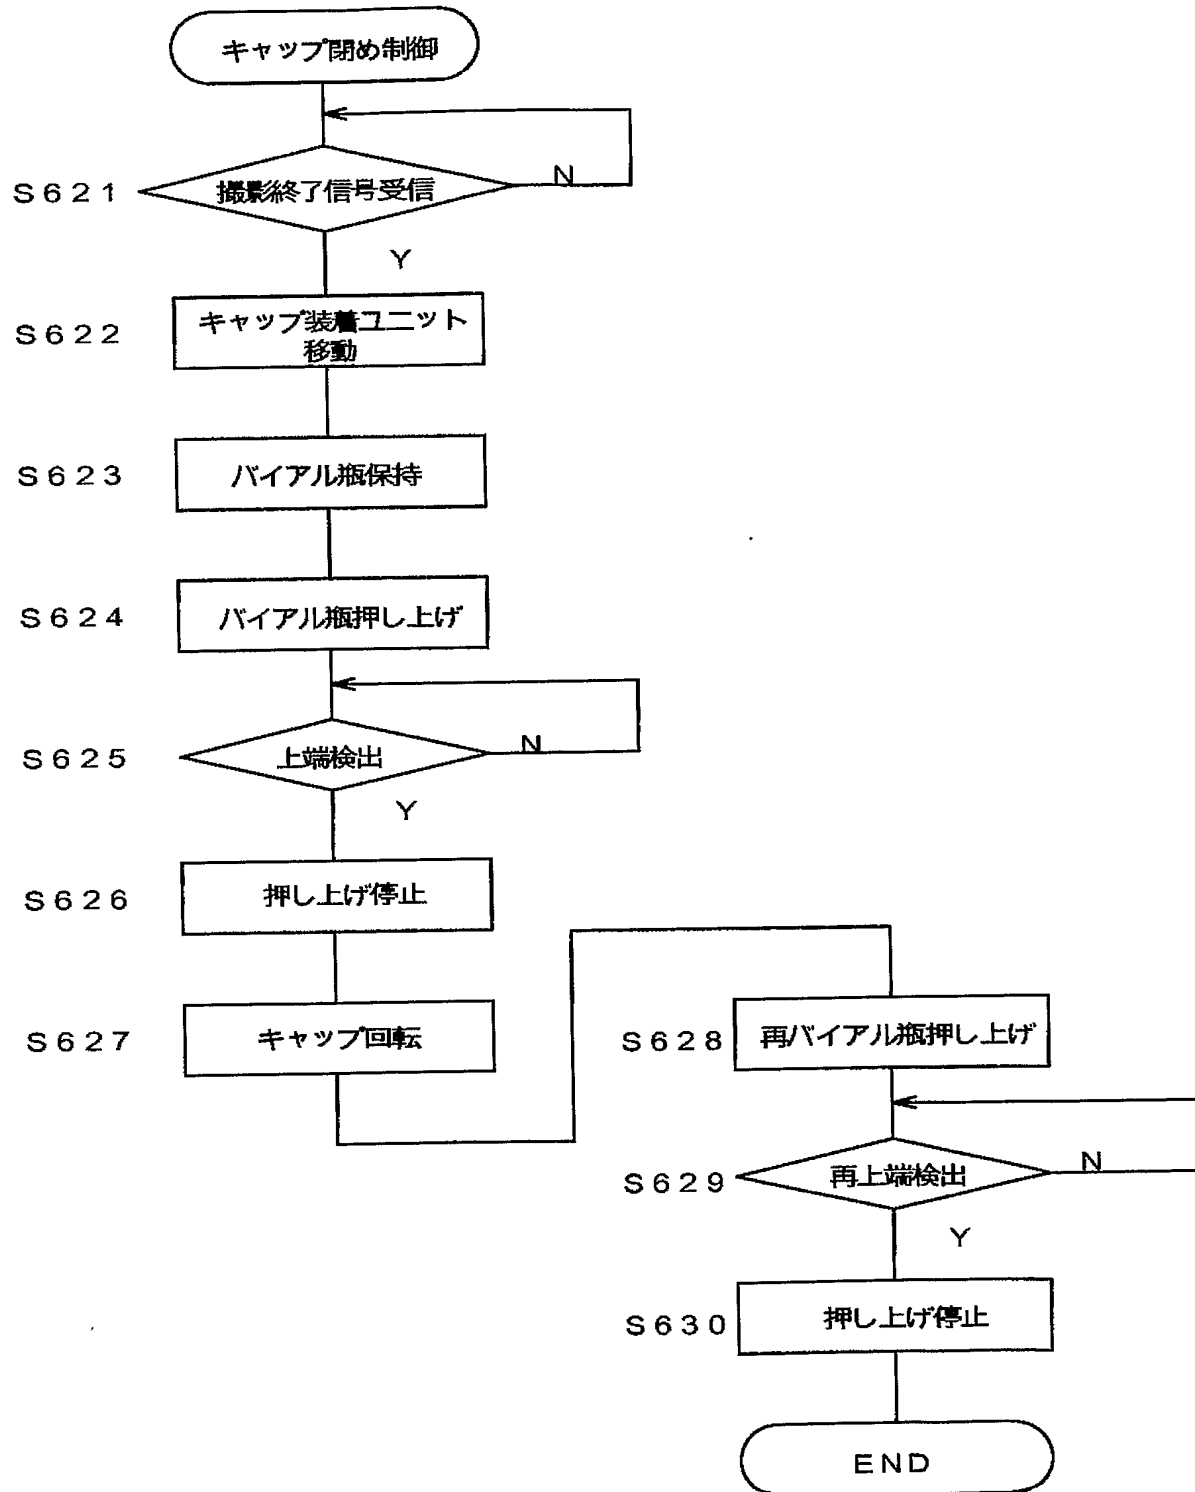 キャップ閉め制御
S621
撮影終了信号受信
N
Y
S622
キャップ装着ユニット
移動
S623
バイアル瓶保持
S624
バイアル瓶押し上げ
S625
上端検出
N
Y
S626
押し上げ停止
S627
キャップ回転
S628
再バイアル瓶押し上げ
S629
再上端検出
N
Y
S630
押し上げ停止
END